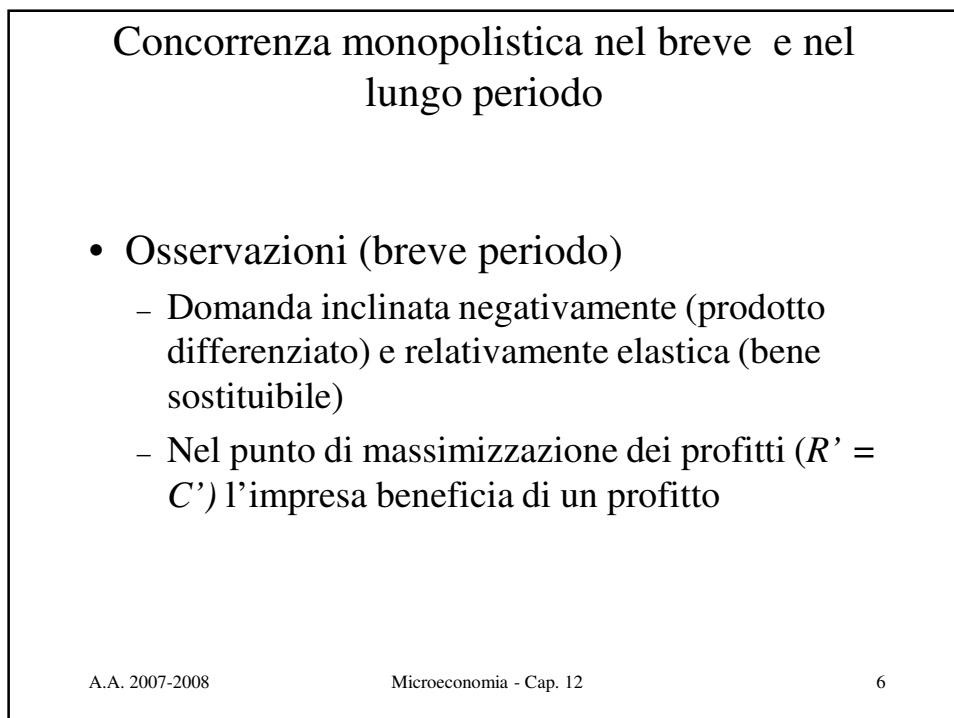 Concorrenza monopolistica nel breve e nel
lungo periodo
• Osservazioni (breve periodo)
– Domanda inclinata negativamente (prodotto
differenziato) e relativamente elastica (bene
sostituibile)
– Nel punto di massimizzazione dei profitti (R’ =
C’) l’impresa beneficia di un profitto
A.A. 2007-2008 Microeconomia - Cap. 12 6